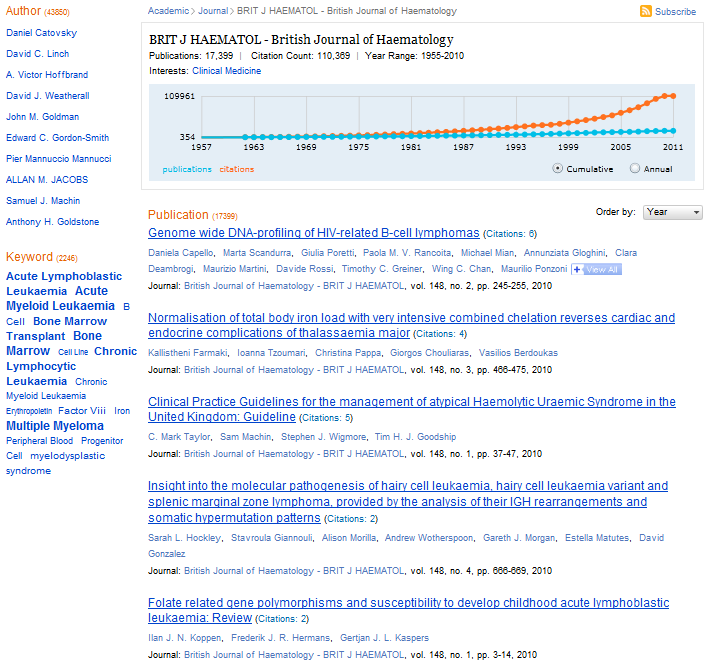 Author (43850)
Daniel Catovsky
David C. Linch
A. Victor Hoffbrand
David J. Weatherall
John M. Goldman
Edward C. Gordon-Smith
Pier Mannuccio Mannucci
ALLAN M. JACOBS
Samuel J. Machin
Anthony H. Goldstone
Keyword (2246)
Acute Lymphoblastic
Leukaemia Acute
Myeloid Leukaemia B
Cell Bone Marrow
Transplant Bone
Marrow Cell Line Chronic
Lymphocytic
Leukaemia Chronic
Myeloid Leukaemia
Erythropoietin Factor Viii Iron
Multiple Myeloma
Peripheral Blood Progenitor
Cell myelodysplastic
syndrome
Academic > Journal > BRIT J HAEMATOL - British Journal of Haematology
Subscribe
BRIT J HAEMATOL - British Journal of Haematology
Publications: 17,399 | Citation Count: 110,369 | Year Range: 1955-2010
Interests: Clinical Medicine
109961
354
1957 1963 1969 1975 1981 1987 1993 1999 2005 2011
publications citations Cumulative Annual
Publication (17399)
Order by: Year
Genome wide DNA-profiling of HIV-related B-cell lymphomas (Citations: 6)
Daniela Capello, Marta Scandurra, Giulia Poretti, Paola M. V. Rancoita, Michael Mian, Annunziata Gloghini, Clara
Deambrogi, Maurizio Martini, Davide Rossi, Timothy C. Greiner, Wing C. Chan, Maurilio Ponzoni + View All
Journal: British Journal of Haematology - BRIT J HAEMATOL, vol. 148, no. 2, pp. 245-255, 2010
Normalisation of total body iron load with very intensive combined chelation reverses cardiac and
endocrine complications of thalassaemia major (Citations: 4)
Kallistheni Farmaki, Ioanna Tzoumari, Christina Pappa, Giorgos Chouliaras, Vasilios Berdoukas
Journal: British Journal of Haematology - BRIT J HAEMATOL, vol. 148, no. 3, pp. 466-475, 2010
Clinical Practice Guidelines for the management of atypical Haemolytic Uraemic Syndrome in the
United Kingdom: Guideline (Citations: 5)
C. Mark Taylor, Sam Machin, Stephen J. Wigmore, Tim H. J. Goodship
Journal: British Journal of Haematology - BRIT J HAEMATOL, vol. 148, no. 1, pp. 37-47, 2010
Insight into the molecular pathogenesis of hairy cell leukaemia, hairy cell leukaemia variant and
splenic marginal zone lymphoma, provided by the analysis of their IGH rearrangements and
somatic hypermutation patterns (Citations: 2)
Sarah L. Hockley, Stavroula Giannouli, Alison Morilla, Andrew Wotherspoon, Gareth J. Morgan, Estella Matutes, David
Gonzalez
Journal: British Journal of Haematology - BRIT J HAEMATOL, vol. 148, no. 4, pp. 666-669, 2010
Folate related gene polymorphisms and susceptibility to develop childhood acute lymphoblastic
leukaemia: Review (Citations: 2)
Ilan J. N. Koppen, Frederik J. R. Hermans, Gertjan J. L. Kaspers
Journal: British Journal of Haematology - BRIT J HAEMATOL, vol. 148, no. 1, pp. 3-14, 2010